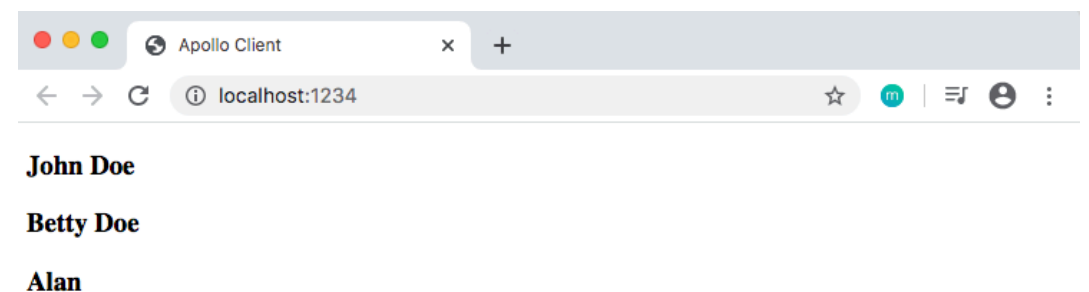 Apollo Client
localhost:1234
m
John Doe
Betty Doe
Alan